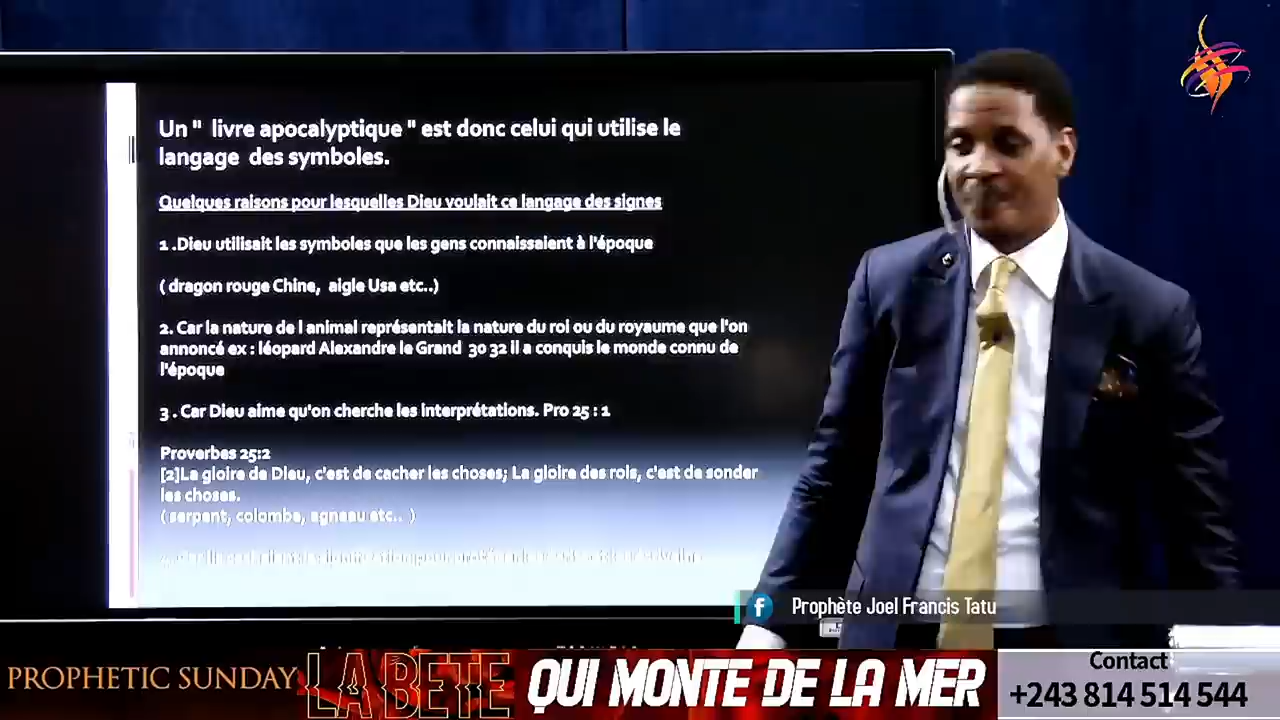 Un " livre apocalyptique " est donc celui qui utilise le
langage des symboles.
Quelques raisons pour lesquelles Dieu voulait ce langage des signes
1 .Dieu utilisait les symboles que les gens connaissaient à l'époque
( dragon rouge Chine, aigle Usa etc..)
2. Car la nature de l animal représentait la nature du roi ou du royaume que l'on
annoncé ex : léopard Alexandre le Grand 30 32 il a conquis le monde connu de
l'époque
3 . Car Dieu aime qu'on cherche les interprétations. Pro 25 : 1
Proverbes 25:2
[2]La gloire de Dieu, c'est de cacher les choses; La gloire des rois, c'est de sonder
les choses.
( serpent, colombe, agneau etc.. )
f Prophète Joel Francis Tatu
PROPHETIC SUNDAY LA BETE QUI MONTE DE LA MER
Contact
+243 814 514 544